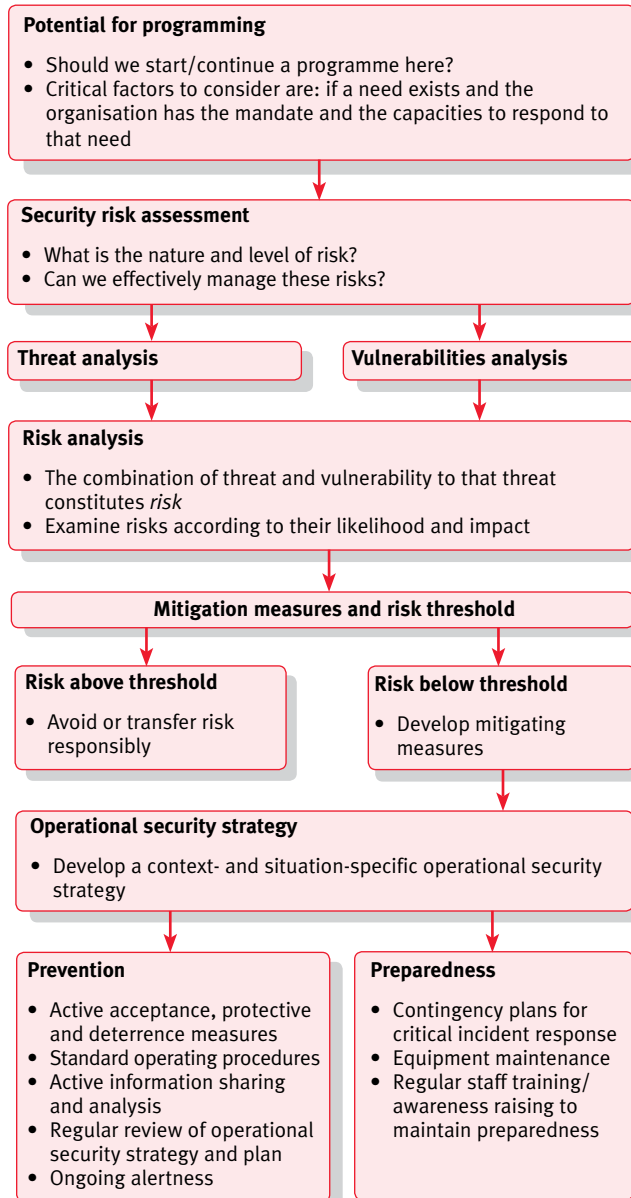 Potential for programming
• Should we start/continue a programme here?
• Critical factors to consider are: if a need exists and the
organisation has the mandate and the capacities to respond to
that need
Security risk assessment
• What is the nature and level of risk?
• Can we effectively manage these risks?
Threat analysis
Vulnerabilities analysis
Risk analysis
• The combination of threat and vulnerability to that threat
constitutes risk
• Examine risks according to their likelihood and impact
Mitigation measures and risk threshold
Risk above threshold
• Avoid or transfer risk
responsibly
Risk below threshold
• Develop mitigating
measures
Operational security strategy
• Develop a context- and situation-specific operational security
strategy
Prevention
• Active acceptance, protective
and deterrence measures
• Standard operating procedures
• Active information sharing
and analysis
• Regular review of operational
security strategy and plan
• Ongoing alertness
Preparedness
• Contingency plans for
critical incident response
• Equipment maintenance
• Regular staff training/
awareness raising to
maintain preparedness